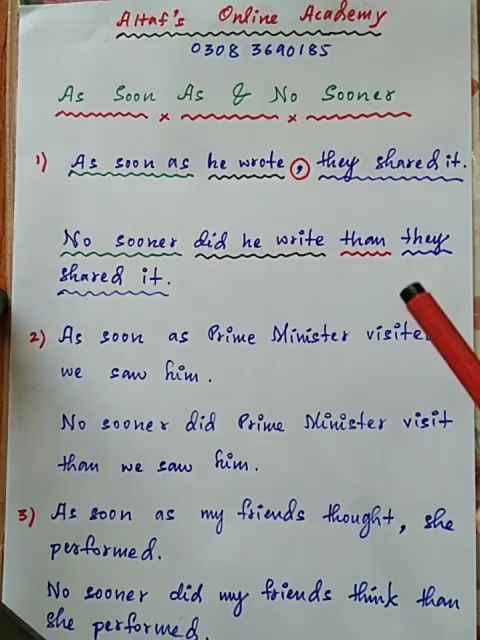 Altaf's Online Academy
0308 3690185
As Soon As & No Sooner
1) As soon as he wrote, they shared it.
No sooner did he write than they
shared it.
2) As soon as Prime Minister
we saw him.
No sooner did Prime Minister visit
than we saw him.
3) As soon as my friends thought, she
performed.
No sooner did my friends think than
she performed.